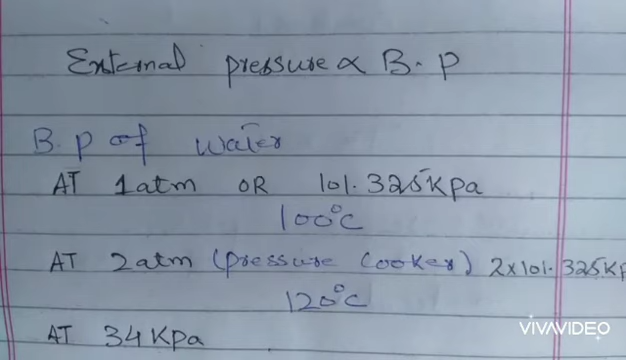 External pressure ∝ B.p
B.p of water
AT 1atm OR 101.325KPa
100°C
AT 2atm (pressure cooker) 2x101.325KP
120°C
AT 34KPa
VIVAVIDEO